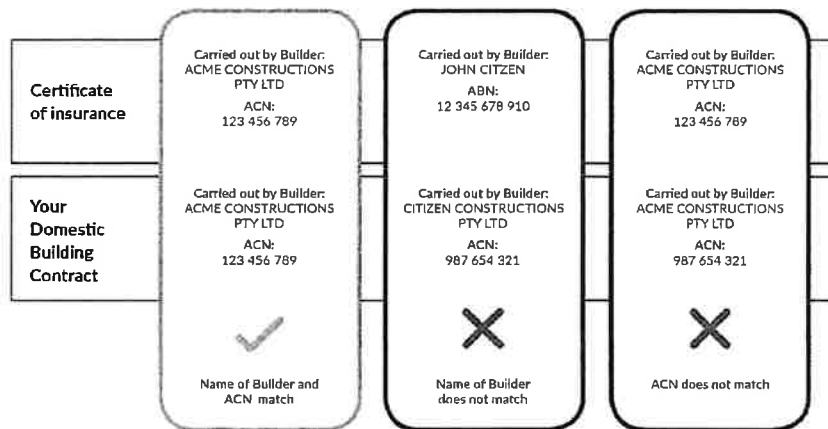 Certificate
of insurance
Carried out by Builder:
ACME CONSTRUCTIONS
PTY LTD
ACN:
123 456 789
Carried out by Builder:
JOHN CITZEN
ABN:
12 345 678 910
Carried out by Builder:
ACME CONSTRUCTIONS
PTY LTD
ACN:
123 456 789
Your
Domestic
Building
Contract
Carried out by Builder:
ACME CONSTRUCTIONS
PTY LTD
ACN:
123 456 789
Carried out by Builder:
CITIZEN CONSTRUCTIONS
PTY LTD
ACN:
987 654 321
Carried out by Builder:
ACME CONSTRUCTIONS
PTY LTD
ACN:
987 654 321
Name of Builder and
ACN match
Name of Builder
does not match
ACN does not match